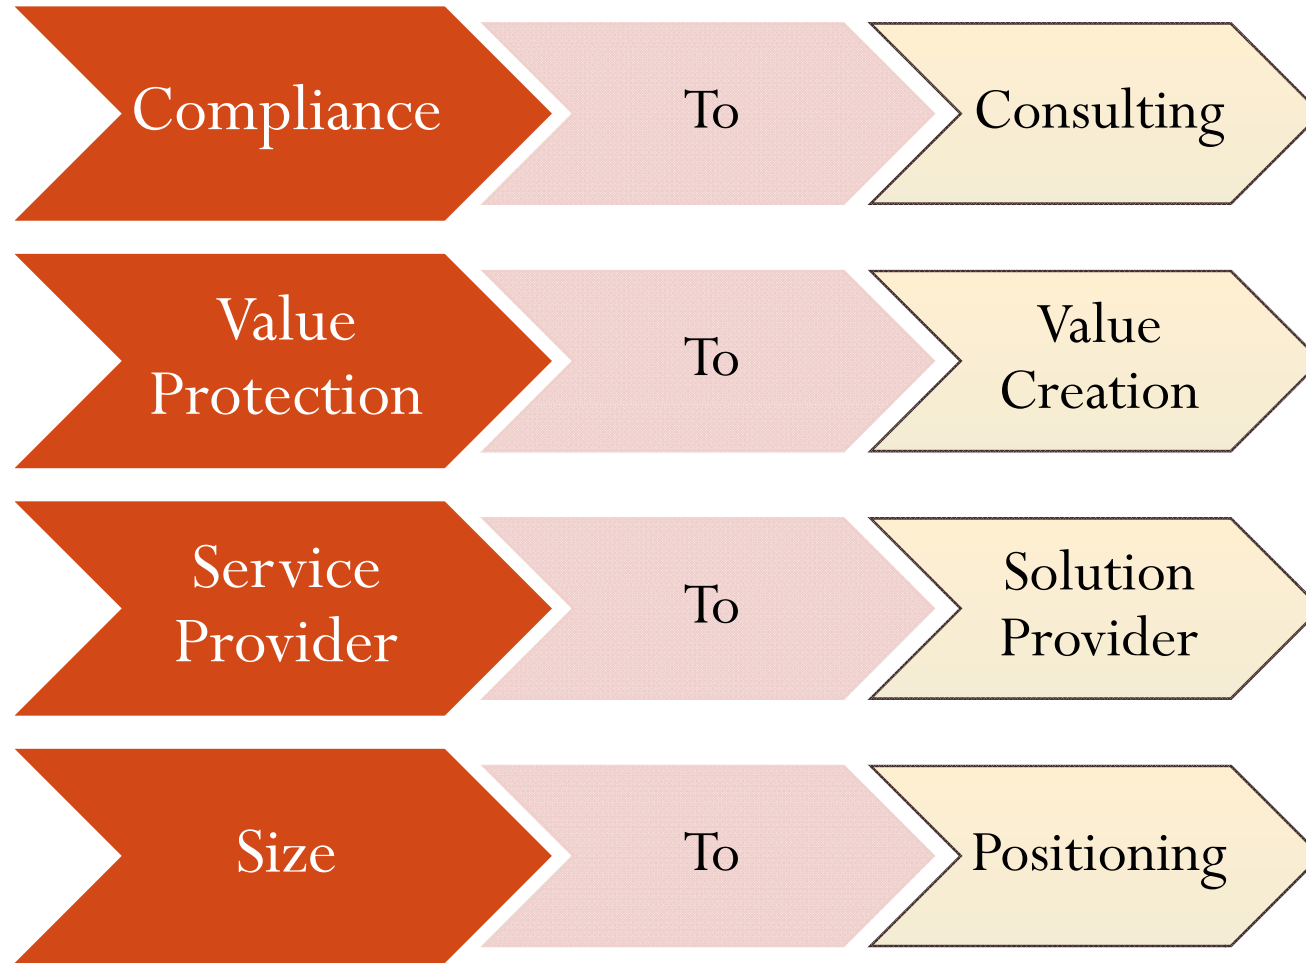 Compliance
To
Consulting
Value
Protection
To
Value
Creation
Service
Provider
To
Solution
Provider
Size
To
Positioning